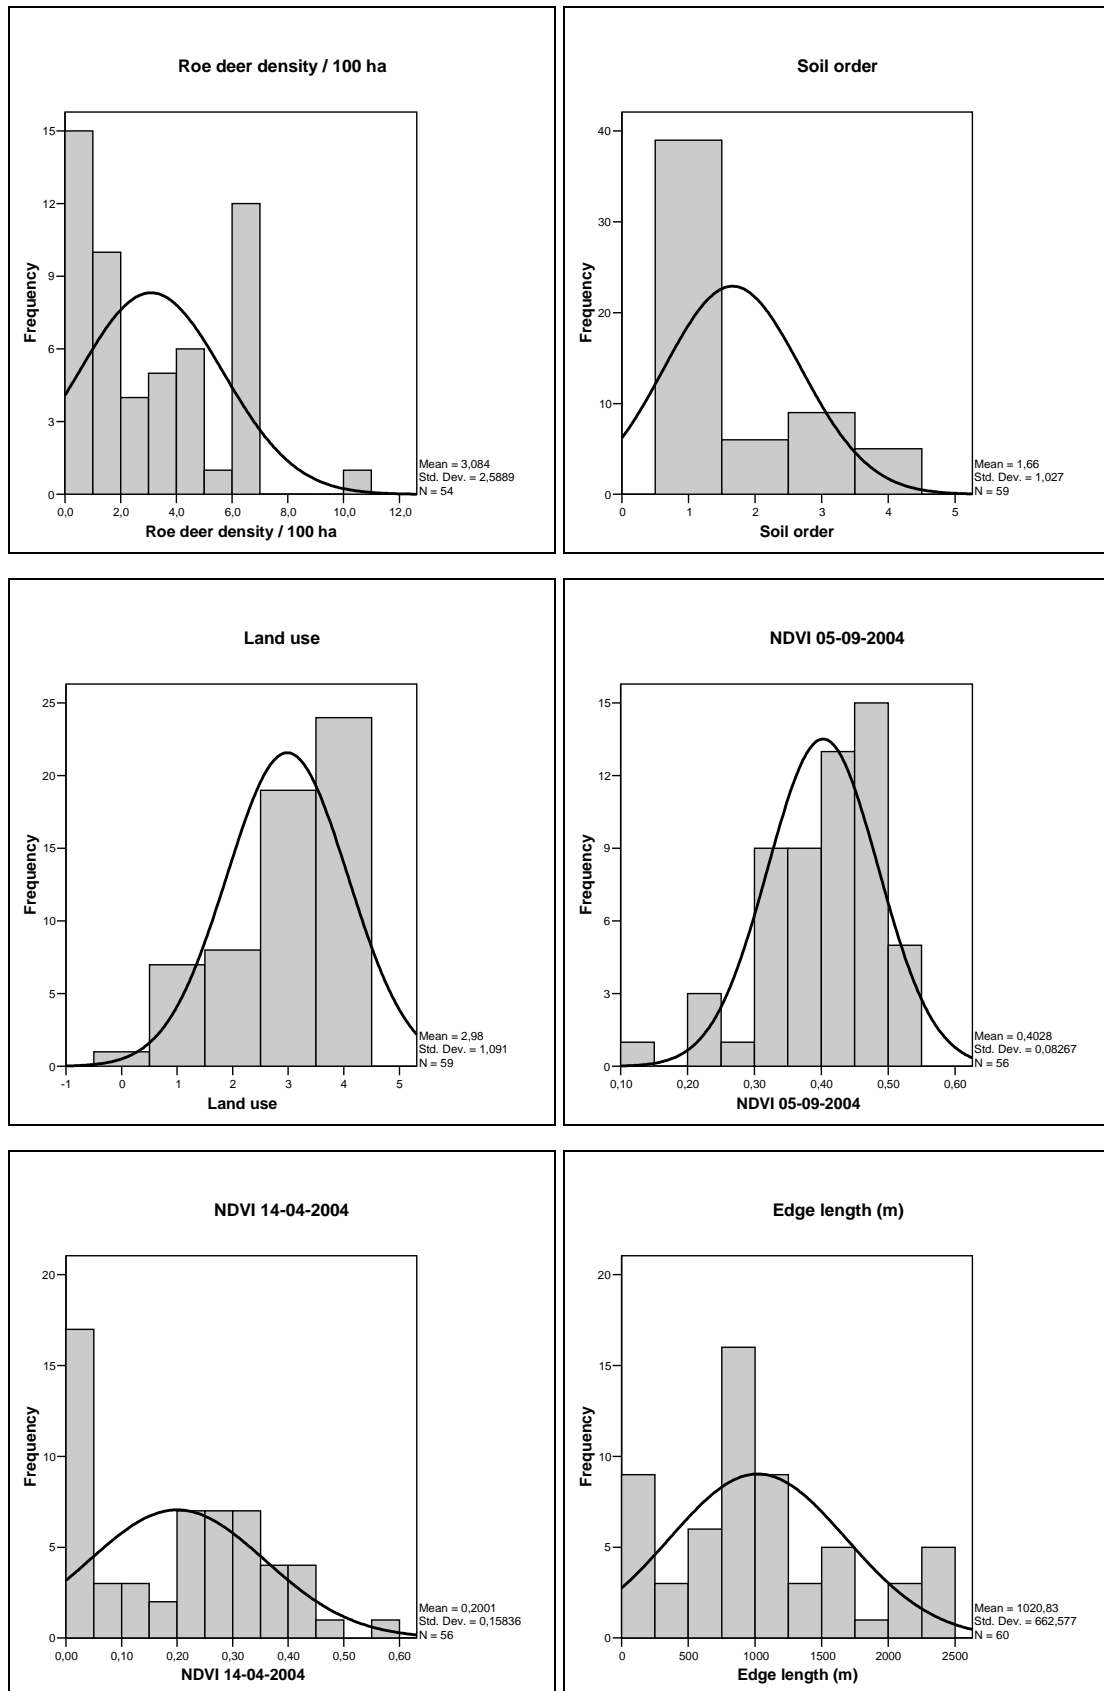 Roe deer density / 100 ha
Frequency
15
12
9
6
3
0
0,0 2,0 4,0 6,0 8,0 10,0 12,0
Roe deer density / 100 ha
Mean = 3,084
Std. Dev. = 2,5889
N = 54
Soil order
Frequency
40
30
20
10
0
0 1 2 3 4 5
Soil order
Mean = 1,66
Std. Dev. = 1,027
N = 59
Land use
Frequency
25
20
15
10
5
0
-1 0 1 2 3 4 5
Land use
Mean = 2,98
Std. Dev. = 1,091
N = 59
NDVI 05-09-2004
Frequency
15
12
9
6
3
0
0,10 0,20 0,30 0,40 0,50 0,60
NDVI 05-09-2004
Mean = 0,4028
Std. Dev. = 0,08267
N = 56
NDVI 14-04-2004
Frequency
20
15
10
5
0
0,00 0,10 0,20 0,30 0,40 0,50 0,60
NDVI 14-04-2004
Mean = 0,2001
Std. Dev. = 0,15836
N = 56
Edge length (m)
Frequency
20
15
10
5
0
0 500 1000 1500 2000 2500
Edge length (m)
Mean = 1020,83
Std. Dev. = 662,577
N = 60